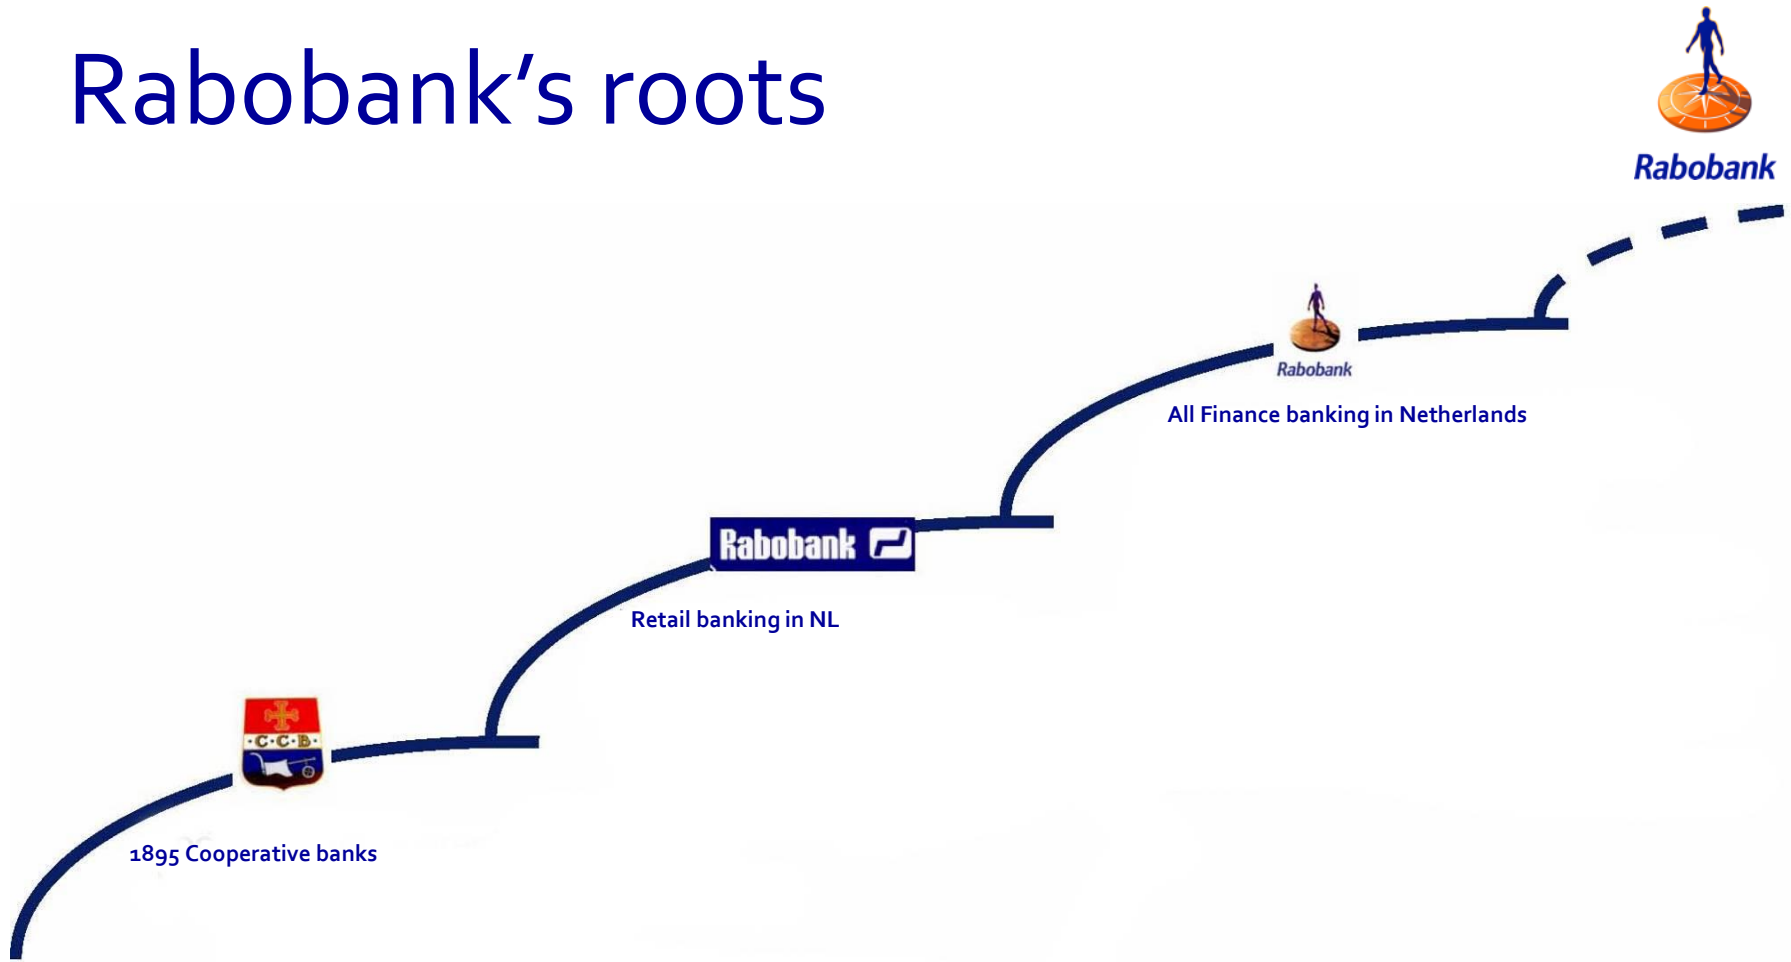 Rabobank’s roots
Rabobank
Rabobank
All Finance banking in Netherlands
Rabobank
Retail banking in NL
·C·C·B·
1895 Cooperative banks